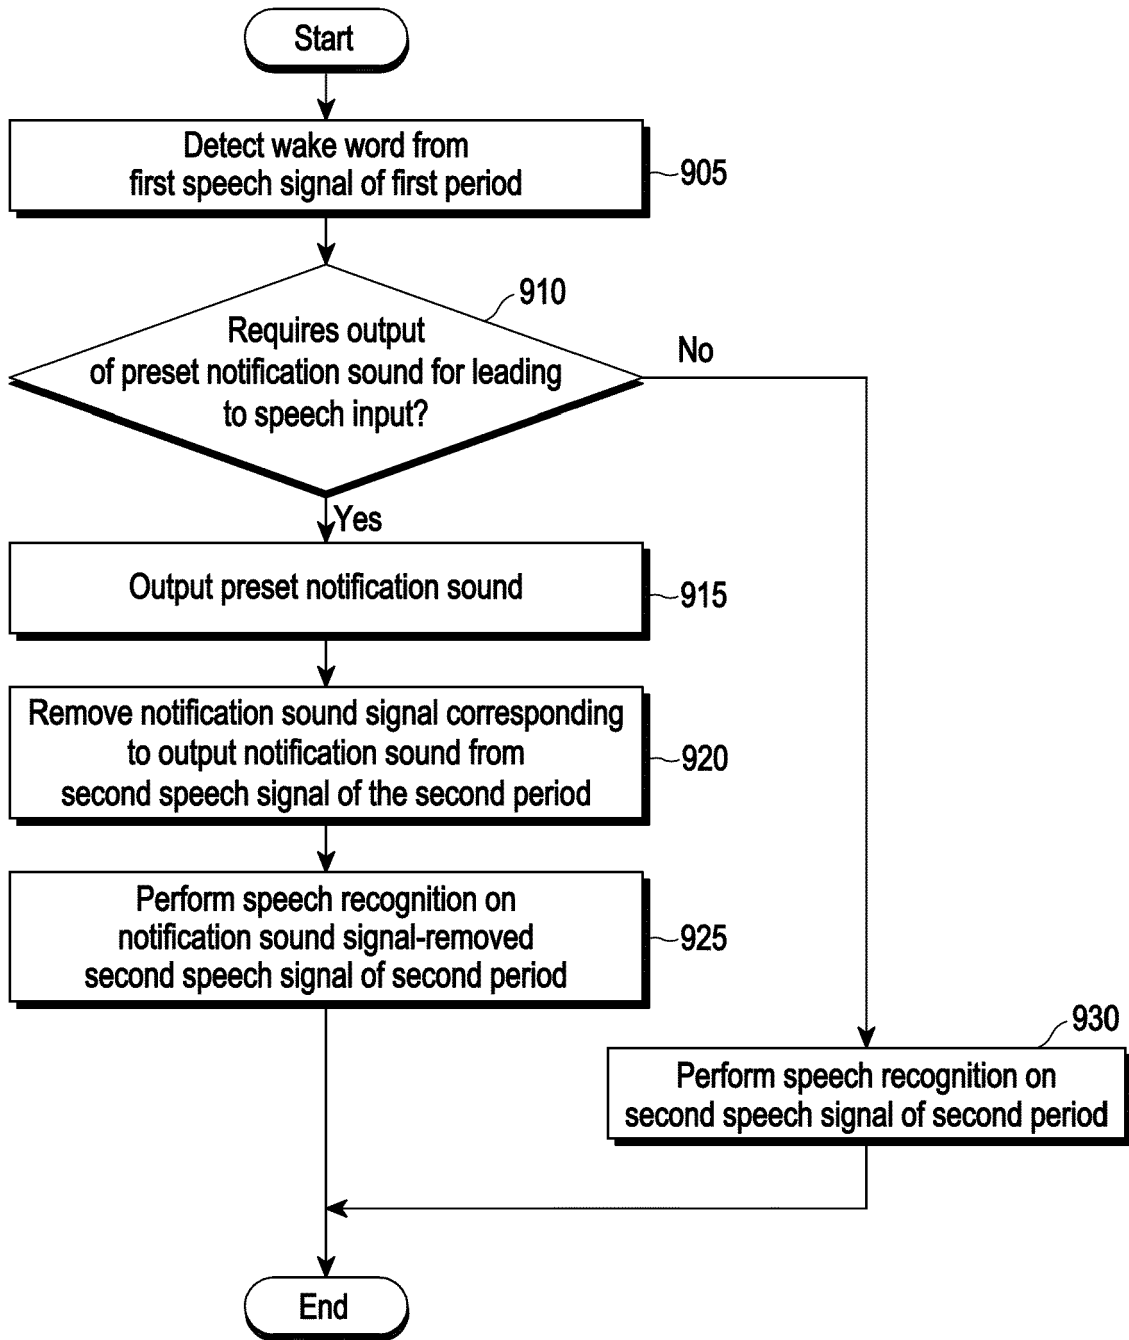 Start
Detect wake word from
first speech signal of first period
905
910
Requires output
of preset notification sound for leading
to speech input?
No
Yes
Output preset notification sound
915
Remove notification sound signal corresponding
to output notification sound from
second speech signal of the second period
920
Perform speech recognition on
notification sound signal-removed
second speech signal of second period
925
930
Perform speech recognition on
second speech signal of second period
End